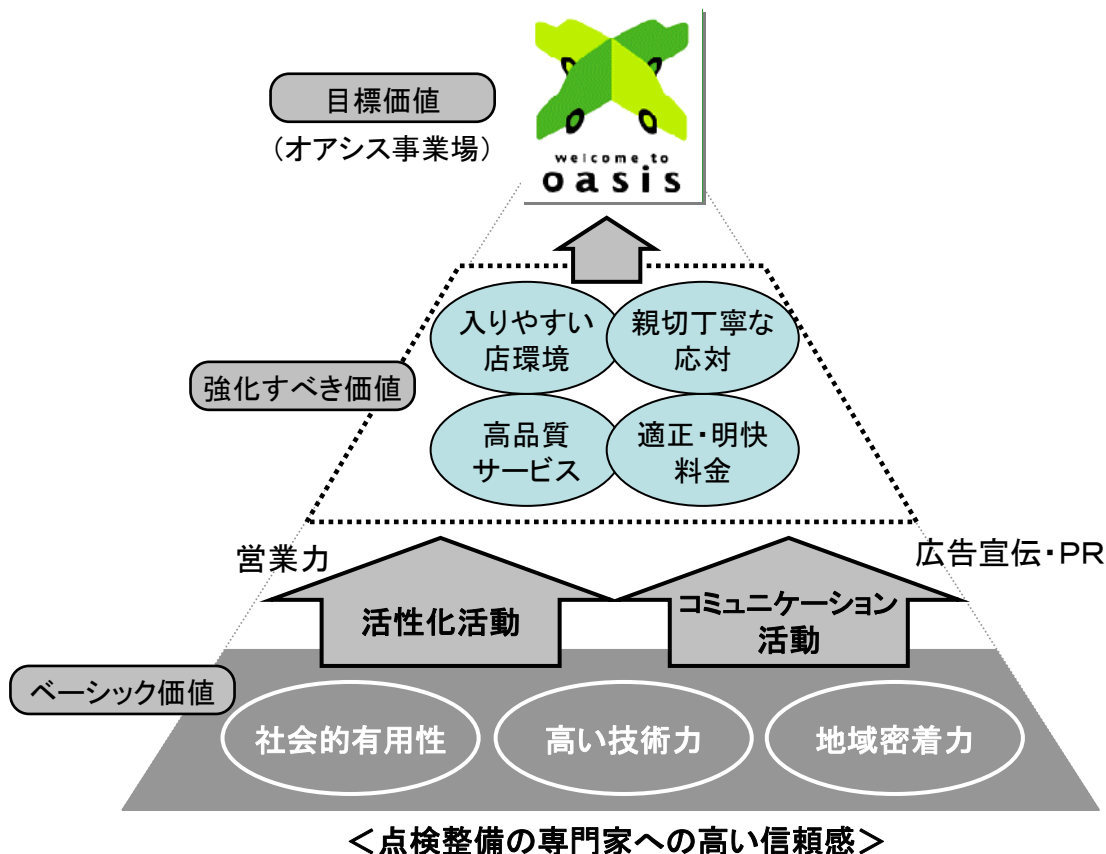 目標価値
（オアシス事業場）
welcome to
oasis
入りやすい
店環境
親切丁寧な
応対
強化すべき価値
高品質
サービス
適正・明快
料金
営業力
広告宣伝・PR
活性化活動
コミュニケーション
活動
ベーシック価値
社会的有用性
高い技術力
地域密着力
＜点検整備の専門家への高い信頼感＞